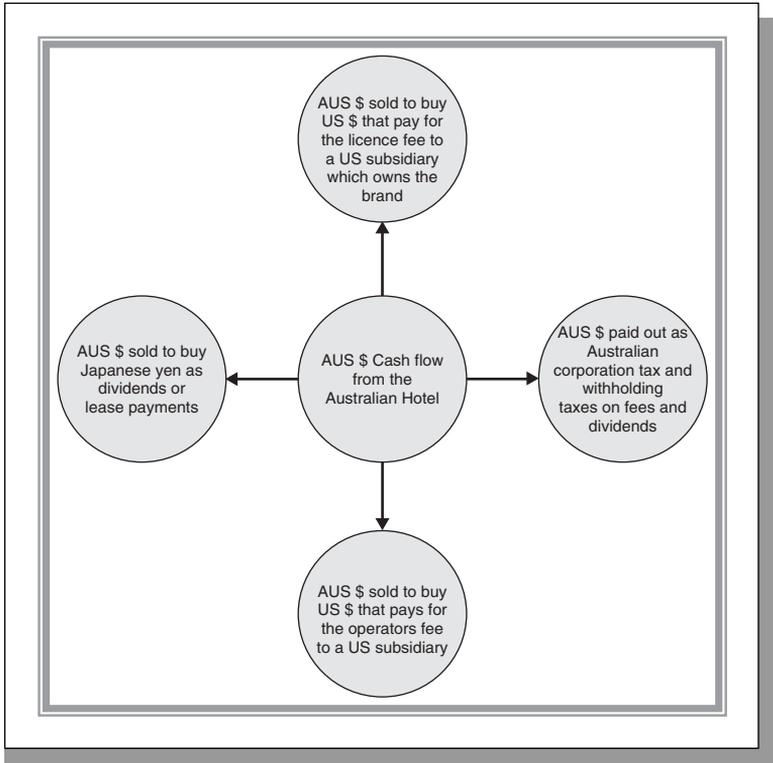 AUS $ sold to buy
US $ that pay for
the licence fee to
a US subsidiary
which owns the
brand
AUS $ sold to buy
Japanese yen as
dividends or
lease payments
AUS $ Cash flow
from the
Australian Hotel
AUS $ paid out as
Australian
corporation tax and
withholding
taxes on fees and
dividends
AUS $ sold to buy
US $ that pays for
the operators fee
to a US subsidiary